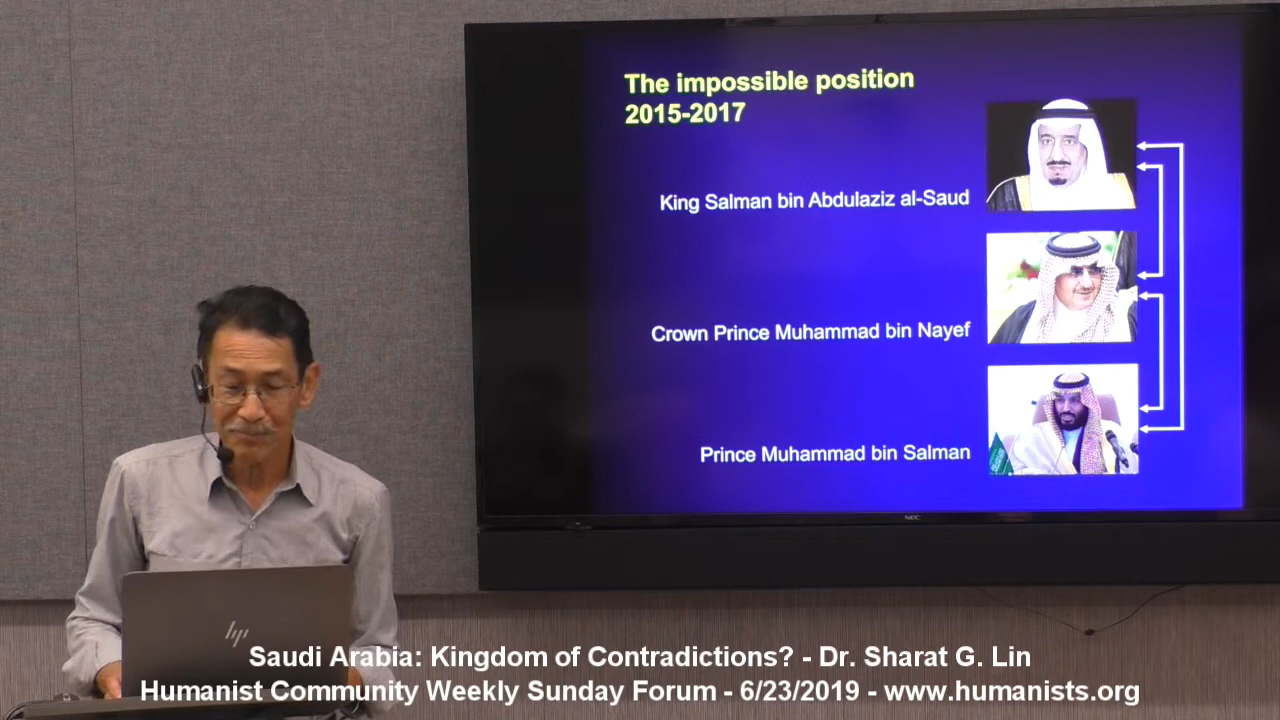 The impossible position
2015-2017
King Salman bin Abdulaziz al-Saud
Crown Prince Muhammad bin Nayef
Prince Muhammad bin Salman
NEC
hp
Saudi Arabia: Kingdom of Contradictions? - Dr. Sharat G. Lin
Humanist Community Weekly Sunday Forum - 6/23/2019 - www.humanists.org